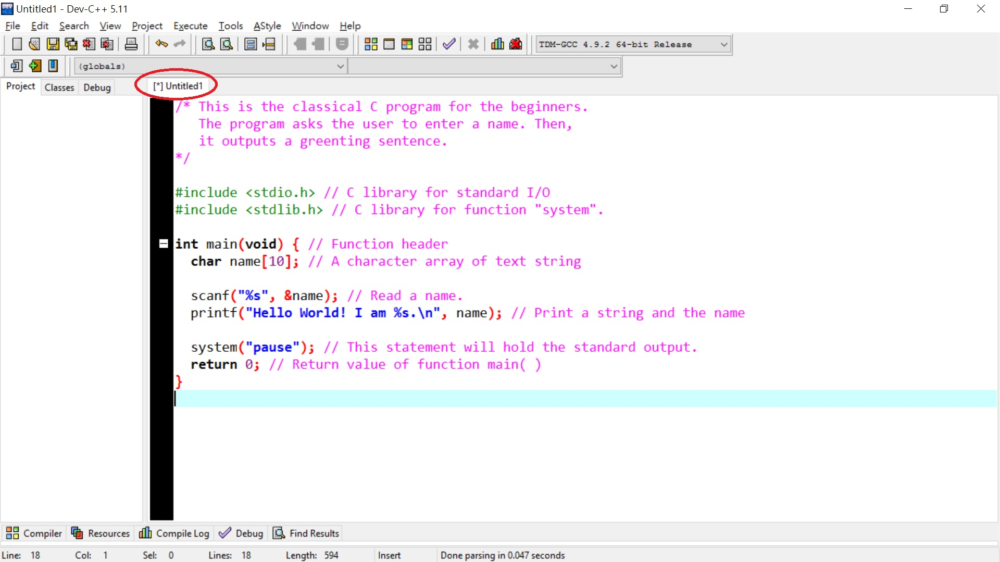 Untitled1 - Dev-C++ 5.11
File Edit Search View Project Execute Tools AStyle Window Help
TDM-GCC 4.9.2 64-bit Release
(globals)
Project Classes Debug [*] Untitled1
/* This is the classical C program for the beginners.
The program asks the user to enter a name. Then,
it outputs a greenting sentence.
*/
#include <stdio.h> // C library for standard I/O
#include <stdlib.h> // C library for function "system".
int main(void) { // Function header
char name[10]; // A character array of text string
scanf("%s", &name); // Read a name.
printf("Hello World! I am %s.\n", name); // Print a string and the name
system("pause"); // This statement will hold the standard output.
return 0; // Return value of function main( )
}
Compiler Resources Compile Log Debug Find Results
Line: 18 Col: 1 Sel: 0 Lines: 18 Length: 594 Insert Done parsing in 0.047 seconds